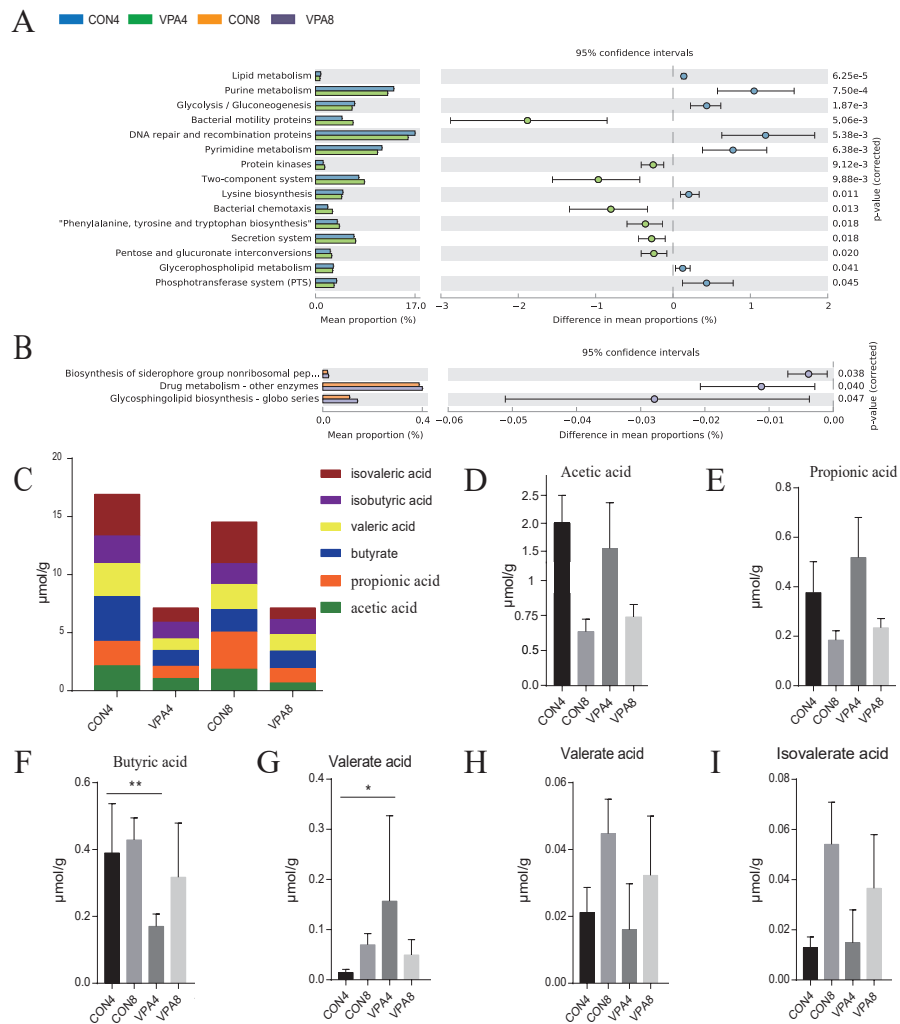 A
CON4 VPA4 CON8 VPA8
95% confidence intervals
Lipid metabolism 6.25e-5
Purine metabolism 7.50e-4
Glycolysis / Gluconeogenesis 1.87e-3
Bacterial motility proteins 5.06e-3
DNA repair and recombination proteins 5.38e-3
Pyrimidine metabolism 6.38e-3
Protein kinases 9.12e-3
Two-component system 9.88e-3
Lysine biosynthesis 0.011
Bacterial chemotaxis 0.013
"Phenylalanine, tyrosine and tryptophan biosynthesis" 0.018
Secretion system 0.018
Pentose and glucuronate interconversions 0.020
Glycerophospholipid metabolism 0.041
Phosphotransferase system (PTS) 0.045
p-value (corrected)
0.0 17.0 −3 −2 −1 0 1 2
Mean proportion (%) Difference in mean proportions (%)
B
95% confidence intervals
Biosynthesis of siderophore group nonribosomal pep... 0.038
Drug metabolism - other enzymes 0.040
Glycosphingolipid biosynthesis - globo series 0.047
p-value (corrected)
0.0 0.4 −0.06 −0.05 −0.04 −0.03 −0.02 −0.01 0.00
Mean proportion (%) Difference in mean proportions (%)
C
20
15
10
5
0
µmol/g
isovaleric acid
isobutyric acid
valeric acid
butyrate
propionic acid
acetic acid
CON4 VPA4 CON8 VPA8
D
Acetic acid
2.5
2.0
1.5
1
0.75
0.5
0.0
µmol/g
CON4 CON8 VPA4 VPA8
E
Propionic acid
0.8
0.6
0.4
0.2
0.0
µmol/g
CON4 CON8 VPA4 VPA8
F
Butyric acid
**
0.6
0.4
0.2
0.0
µmol/g
CON4 CON8 VPA4 VPA8
G
Valerate acid
*
0.4
0.3
0.2
0.1
0.0
µmol/g
CON4 CON8 VPA4 VPA8
H
Valerate acid
0.06
0.04
0.02
0.00
µmol/g
CON4 CON8 VPA4 VPA8
I
Isovalerate acid
0.08
0.06
0.04
0.02
0.00
µmol/g
CON4 CON8 VPA4 VPA8